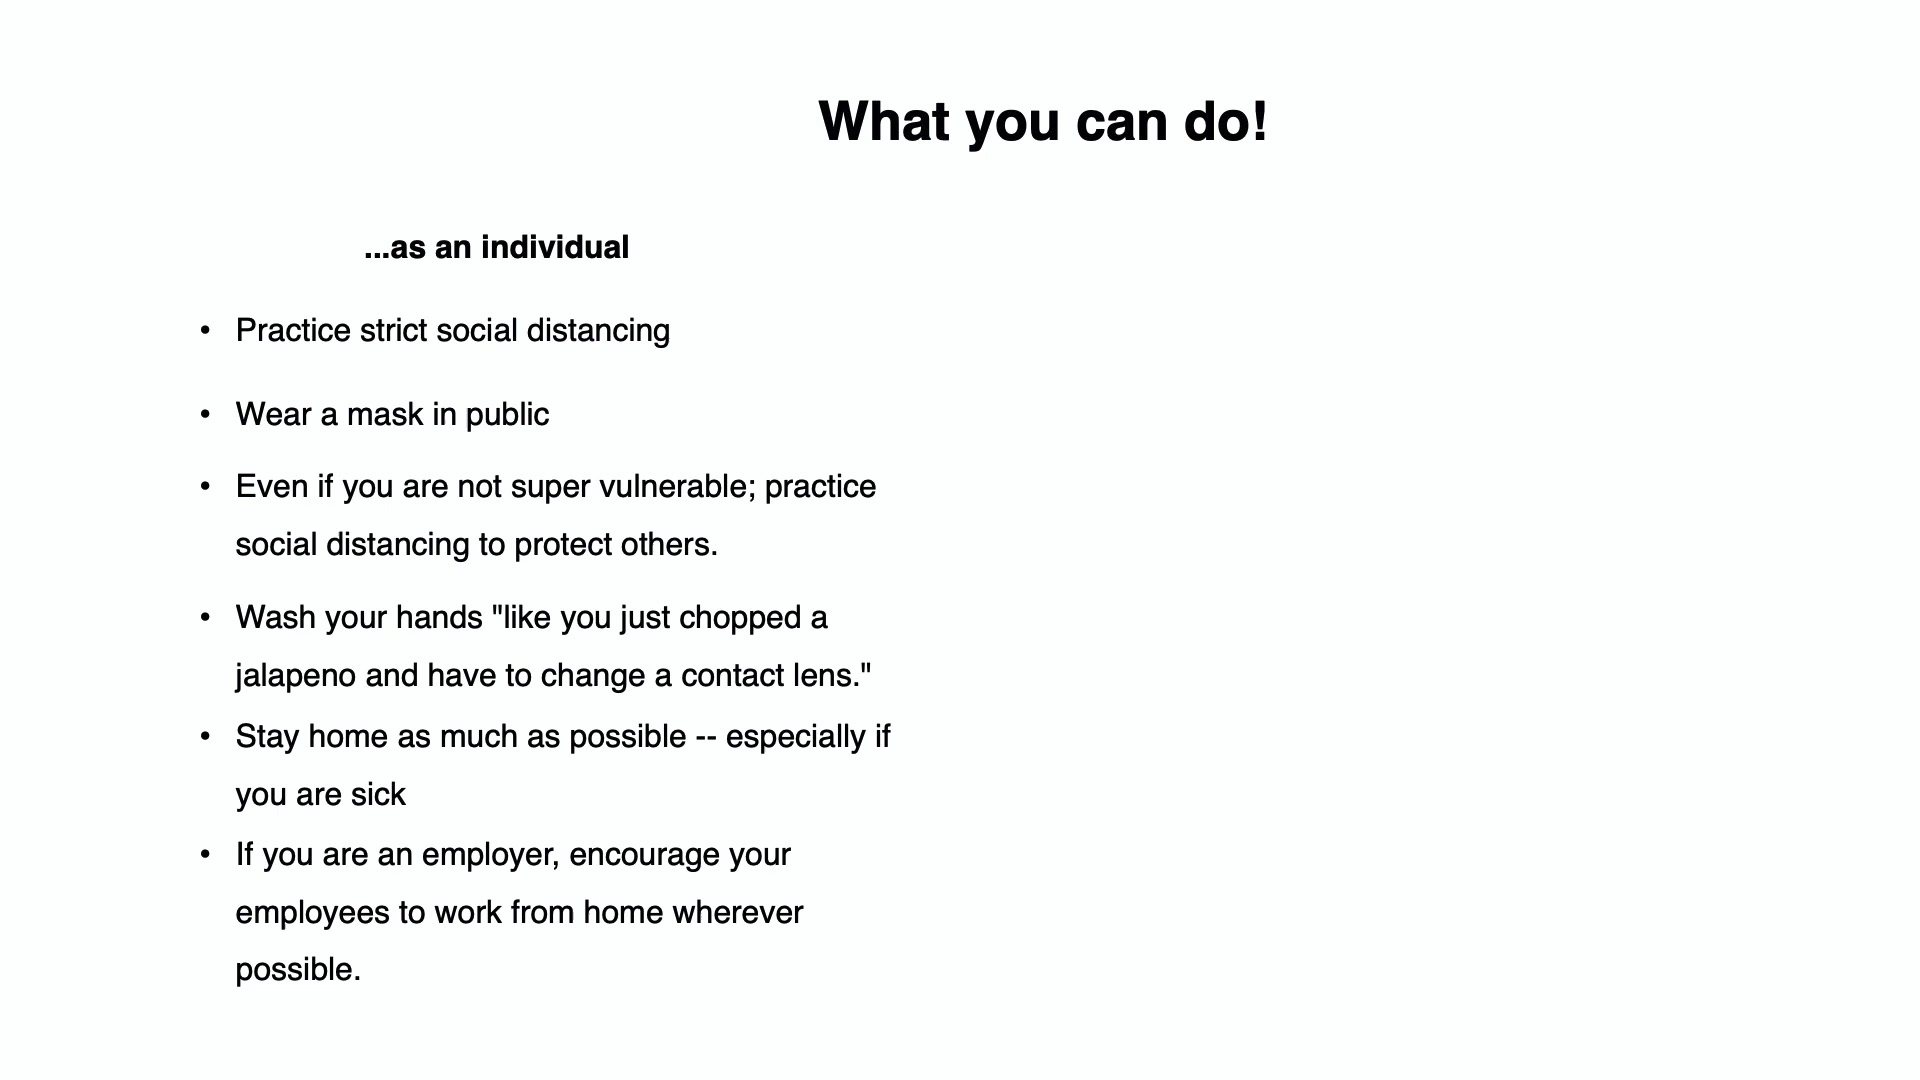 What you can do!
...as an individual
• Practice strict social distancing
• Wear a mask in public
• Even if you are not super vulnerable; practice
social distancing to protect others.
• Wash your hands "like you just chopped a
jalapeno and have to change a contact lens."
• Stay home as much as possible -- especially if
you are sick
• If you are an employer, encourage your
employees to work from home wherever
possible.